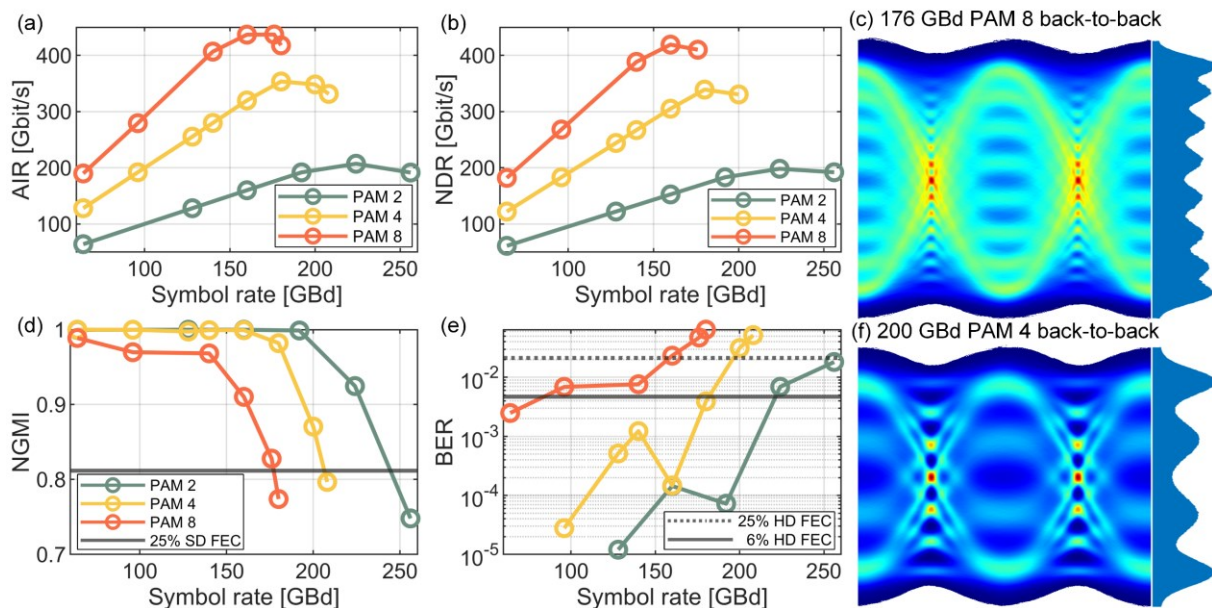 (a)
AIR [Gbit/s]
400
300
200
100
100
150
200
250
Symbol rate [GBd]
PAM 2
PAM 4
PAM 8
(b)
NDR [Gbit/s]
400
300
200
100
100
150
200
250
Symbol rate [GBd]
PAM 2
PAM 4
PAM 8
(c) 176 GBd PAM 8 back-to-back
(d)
NGMI
1
0.9
0.8
0.7
100
150
200
250
Symbol rate [GBd]
PAM 2
PAM 4
PAM 8
25% SD FEC
(e)
BER
10-2
10-3
10-4
10-5
100
150
200
250
Symbol rate [GBd]
25% HD FEC
6% HD FEC
(f) 200 GBd PAM 4 back-to-back